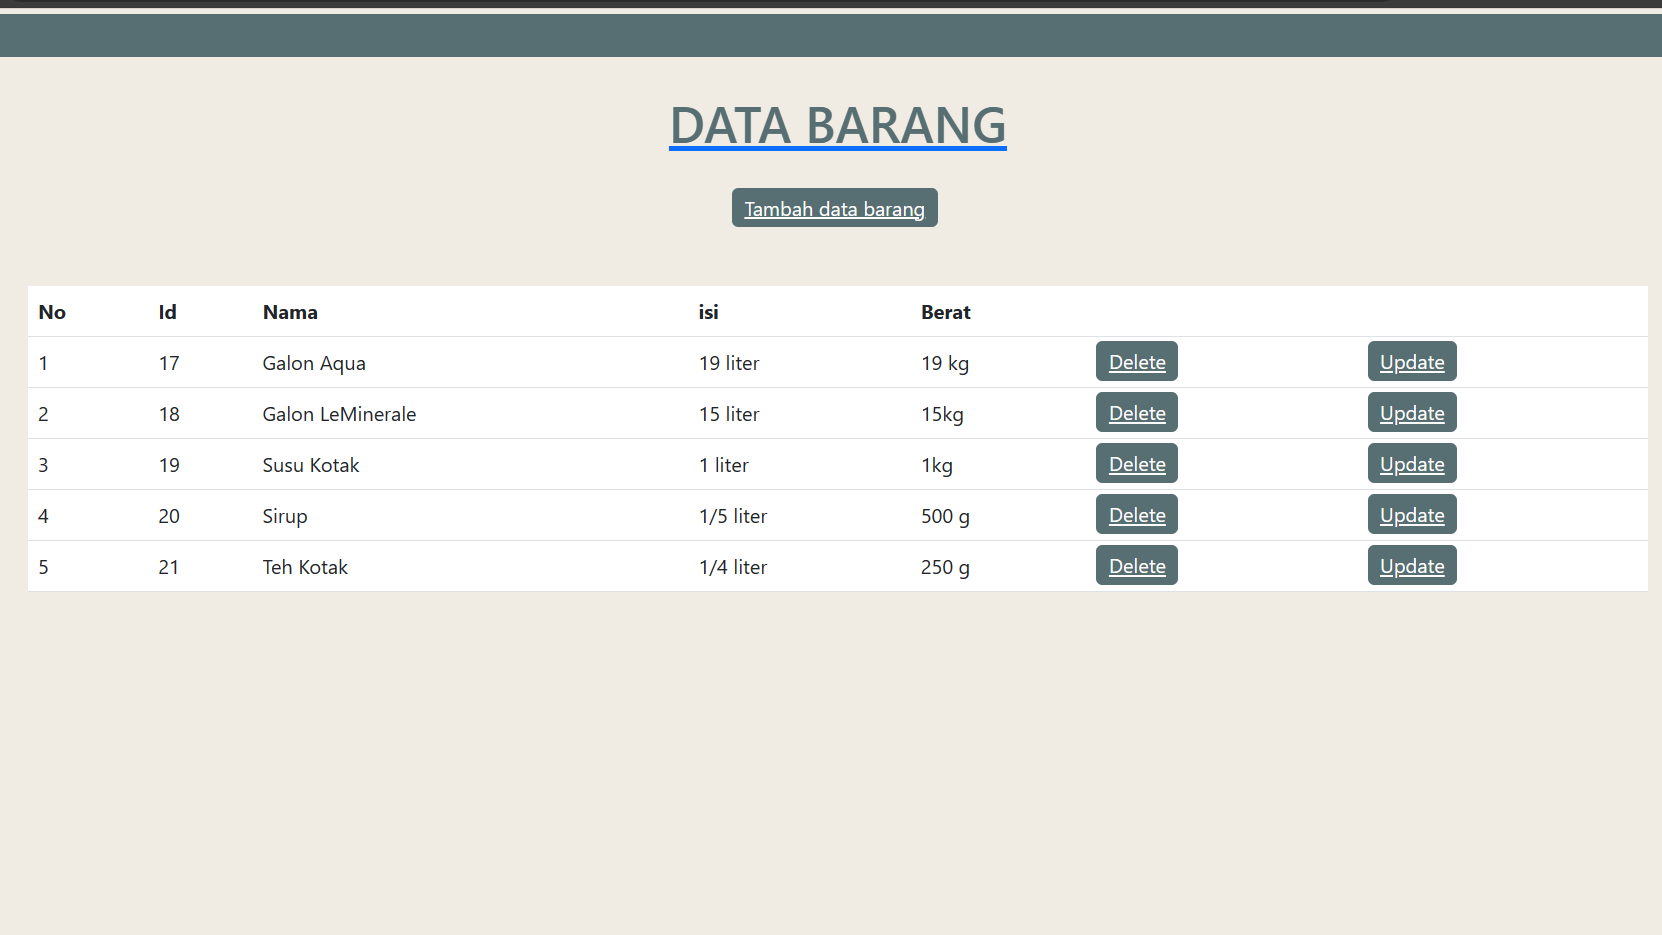 DATA BARANG
Tambah data barang
No Id Nama isi Berat
1 17 Galon Aqua 19 liter 19 kg Delete Update
2 18 Galon LeMinerale 15 liter 15kg Delete Update
3 19 Susu Kotak 1 liter 1kg Delete Update
4 20 Sirup 1/5 liter 500 g Delete Update
5 21 Teh Kotak 1/4 liter 250 g Delete Update